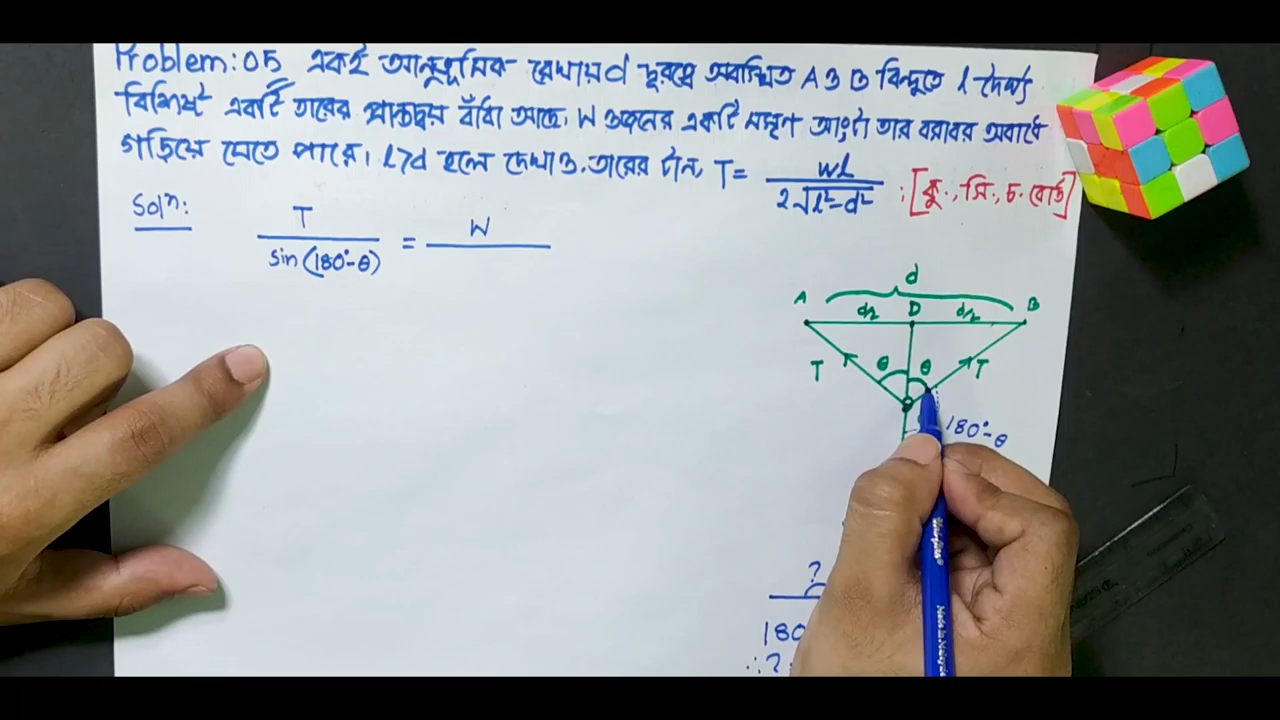 Problem: 05 একই আনুভূমিক রেখায় d দূরত্বে অবস্থিত A ও B বিন্দুতে l দৈর্ঘ্য
বিশিষ্ট একটি তারের প্রান্তদ্বয় বাঁধা আছে। W ওজনের একটি মসৃণ আংটা তার বরাবর অবাধে
গড়িয়ে যেতে পারে। l>d হলে দেখাও, তারের টান, T = wl / 2√l²-d² ; [কু., সি., চ. বোর্ড]
Solⁿ:
T / sin(180°-θ) = W /
d
A d/2 D d/2 B
T θ θ T
180°-θ
?
180
∴ ?